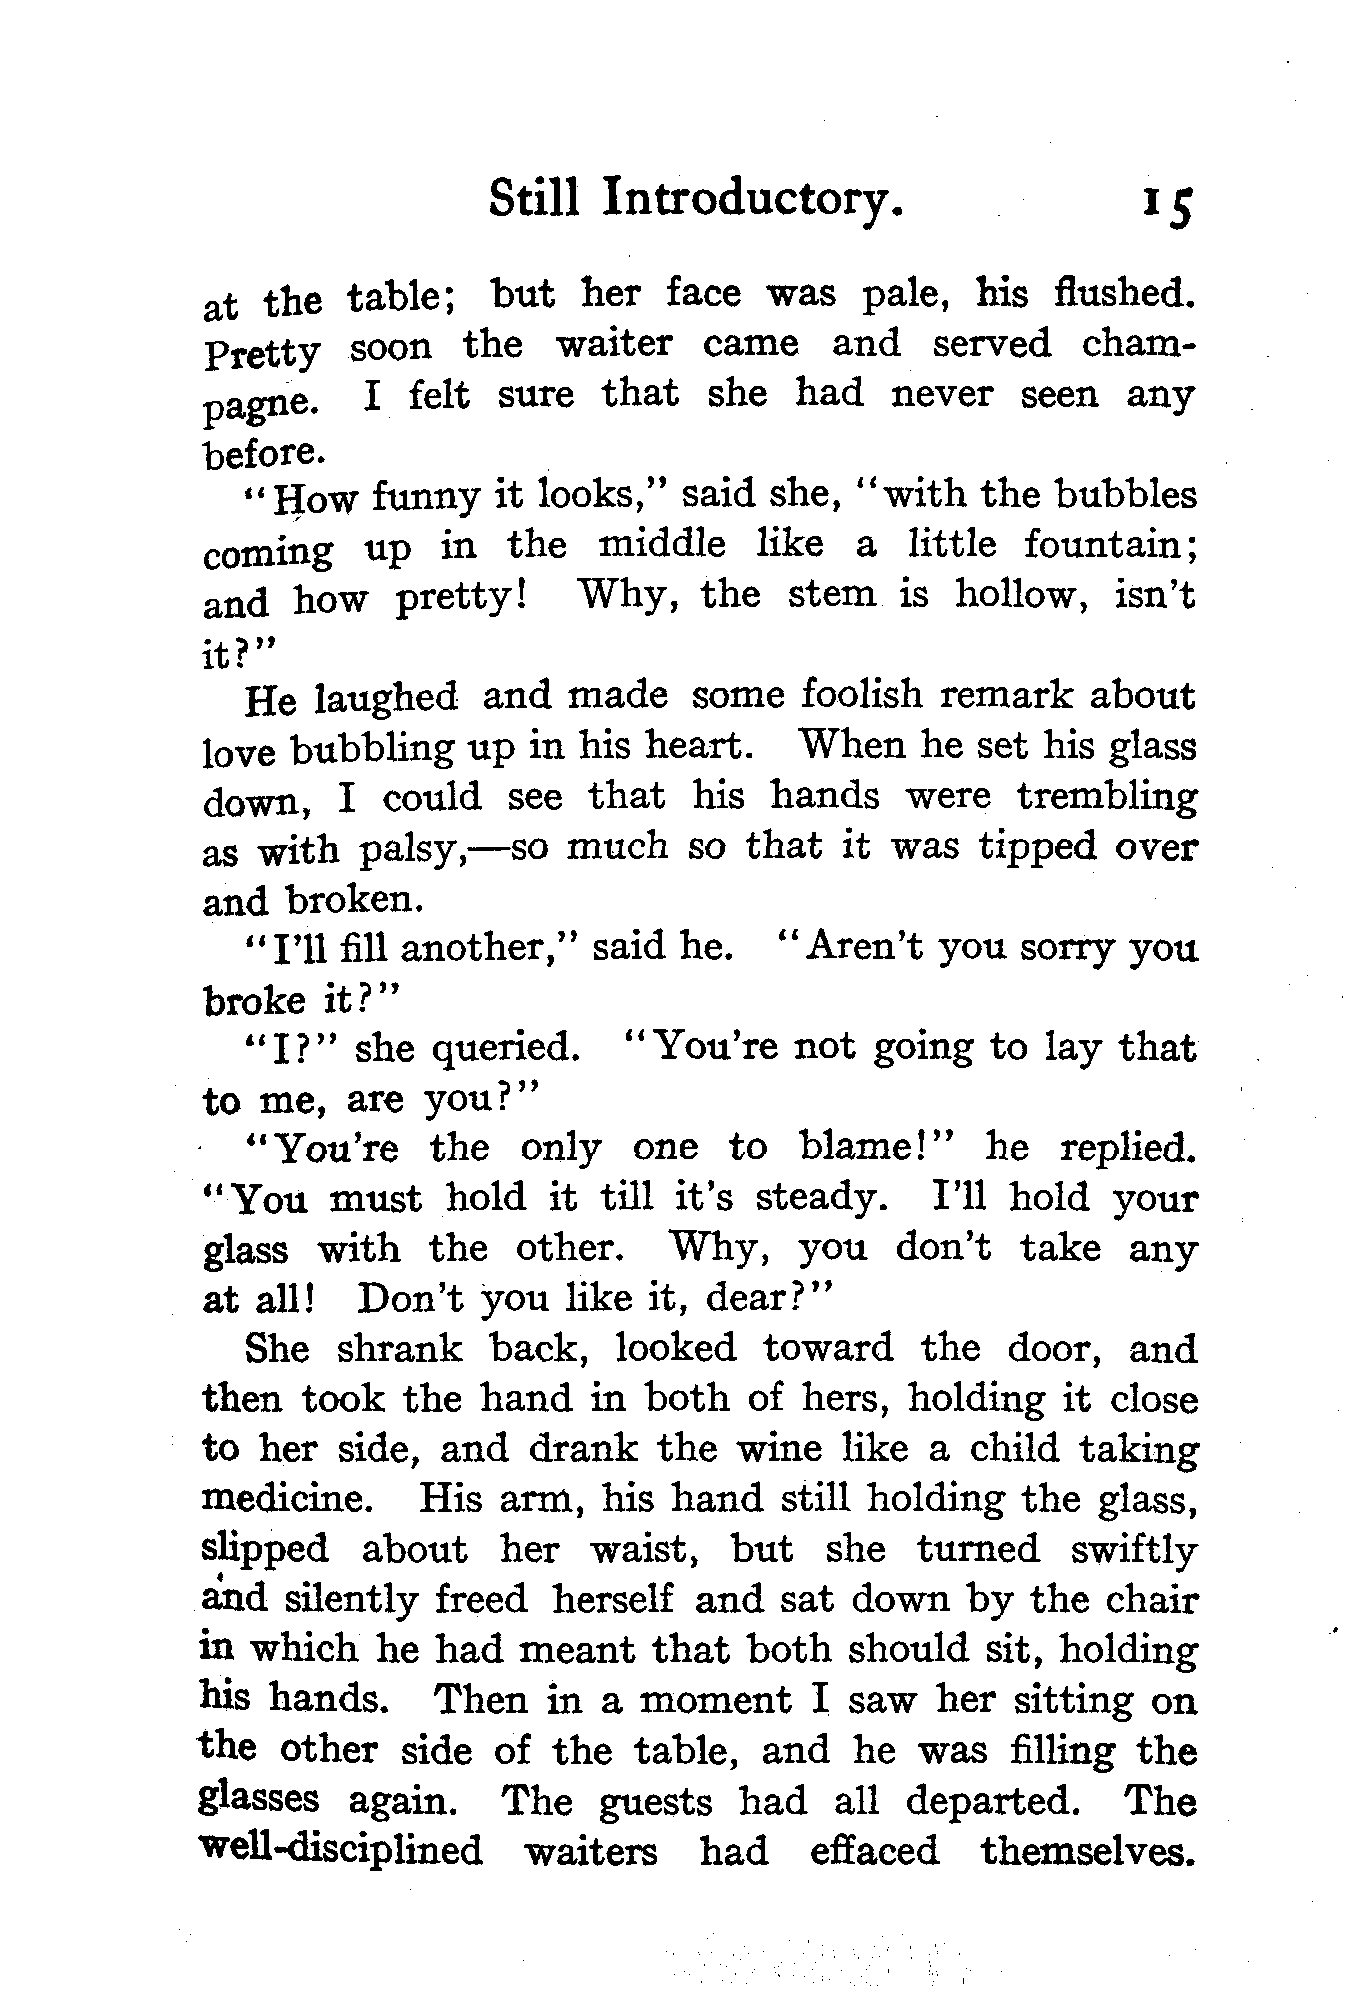 Still Introductory. 15
at the table; but her face was pale, his flushed.
Pretty soon the waiter came and served cham-
pagne. I felt sure that she had never seen any
before.
"How funny it looks," said she, "with the bubbles
coming up in the middle like a little fountain;
and how pretty! Why, the stem is hollow, isn't
it?"
He laughed and made some foolish remark about
love bubbling up in his heart. When he set his glass
down, I could see that his hands were trembling
as with palsy,—so much so that it was tipped over
and broken.
"I'll fill another," said he. "Aren't you sorry you
broke it?"
"I?" she queried. "You're not going to lay that
to me, are you?"
"You're the only one to blame!" he replied.
"You must hold it till it's steady. I'll hold your
glass with the other. Why, you don't take any
at all! Don't you like it, dear?"
She shrank back, looked toward the door, and
then took the hand in both of hers, holding it close
to her side, and drank the wine like a child taking
medicine. His arm, his hand still holding the glass,
slipped about her waist, but she turned swiftly
and silently freed herself and sat down by the chair
in which he had meant that both should sit, holding
his hands. Then in a moment I saw her sitting on
the other side of the table, and he was filling the
glasses again. The guests had all departed. The
well-disciplined waiters had effaced themselves.